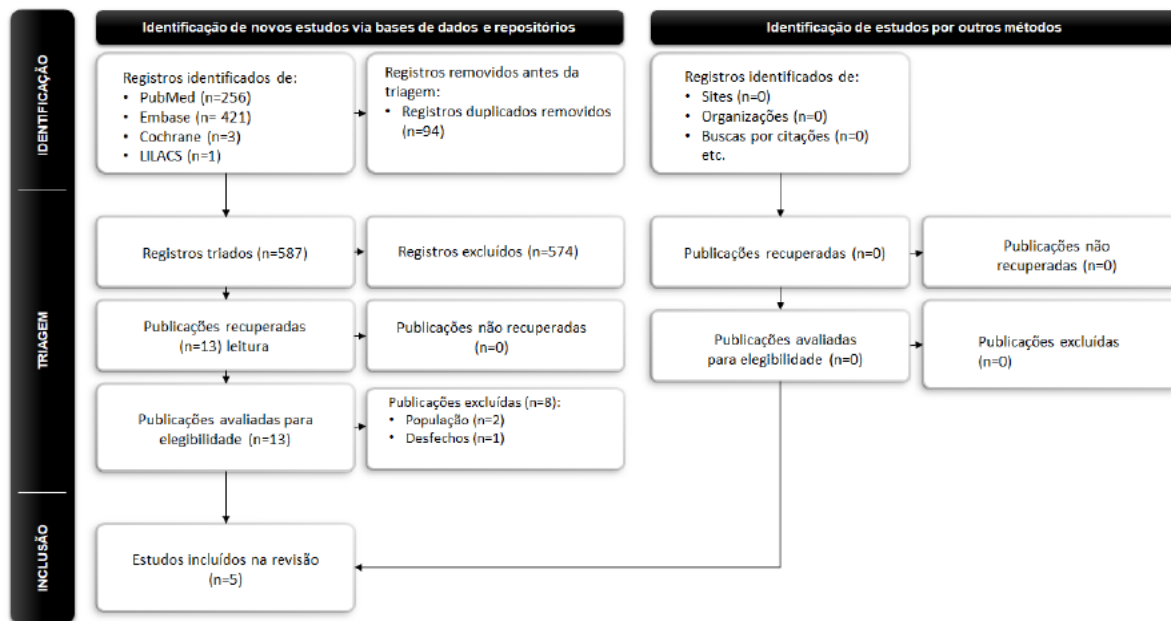 Identificação de novos estudos via bases de dados e repositórios
Identificação de estudos por outros métodos
IDENTIFICAÇÃO
Registros identificados de:
• PubMed (n=256)
• Embase (n= 421)
• Cochrane (n=3)
• LILACS (n=1)
Registros removidos antes da
triagem:
• Registros duplicados removidos
(n=94)
Registros identificados de:
• Sites (n=0)
• Organizações (n=0)
• Buscas por citações (n=0)
etc.
TRIAGEM
Registros triados (n=587)
Registros excluídos (n=574)
Publicações recuperadas (n=0)
Publicações não
recuperadas (n=0)
Publicações recuperadas
(n=13) leitura
Publicações não recuperadas
(n=0)
Publicações avaliadas
para elegibilidade (n=0)
Publicações excluídas
(n=0)
Publicações avaliadas para
elegibilidade (n=13)
Publicações excluídas (n=8):
• População (n=2)
• Desfechos (n=1)
INCLUSÃO
Estudos incluídos na revisão
(n=5)